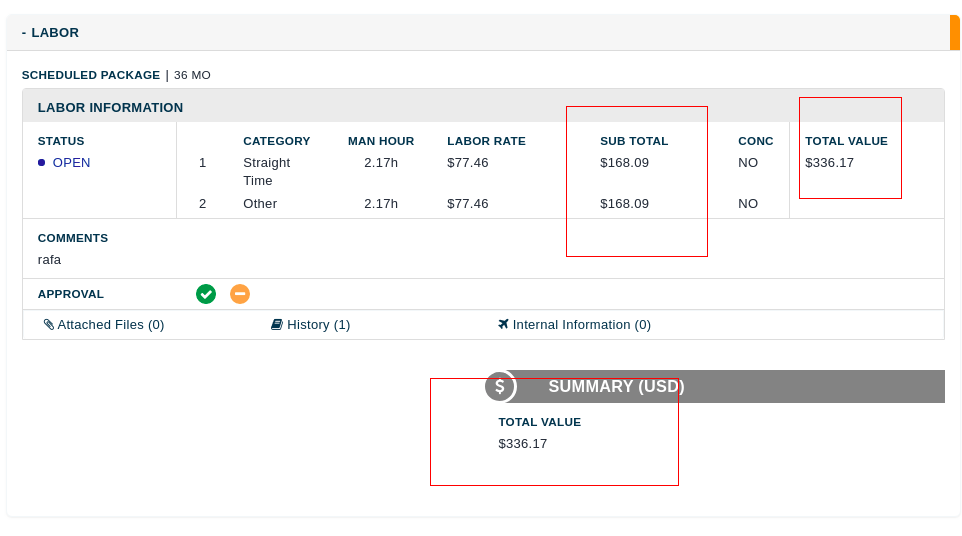 - LABOR
SCHEDULED PACKAGE | 36 MO
LABOR INFORMATION
STATUS CATEGORY MAN HOUR LABOR RATE SUB TOTAL CONC TOTAL VALUE
OPEN 1 Straight Time 2.17h $77.46 $168.09 NO $336.17
2 Other 2.17h $77.46 $168.09 NO
COMMENTS
rafa
APPROVAL
Attached Files (0) History (1) Internal Information (0)
$ SUMMARY (USD)
TOTAL VALUE
$336.17